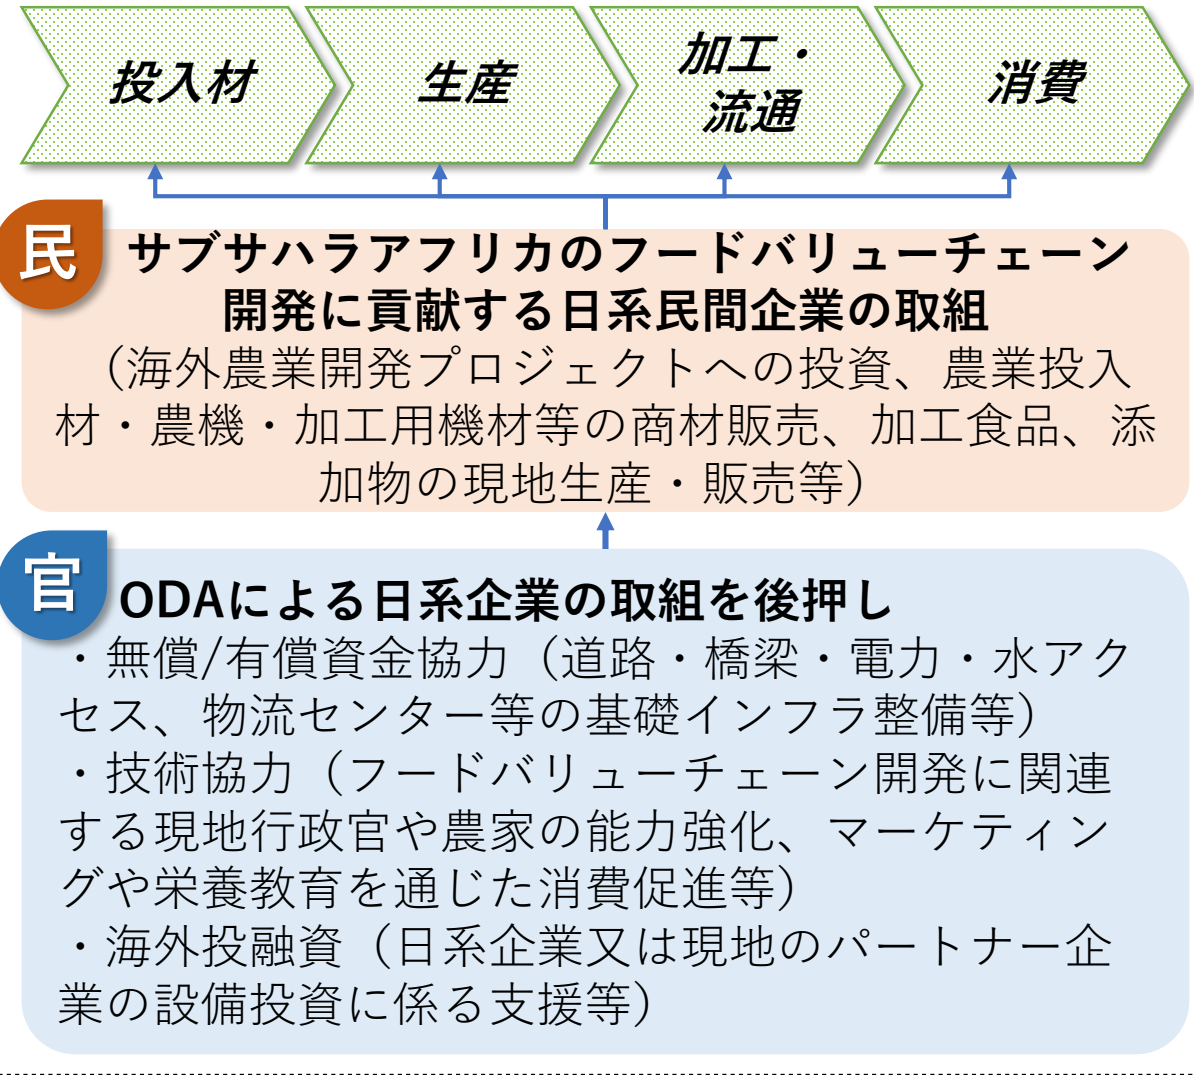 投入材
生産
加工・
流通
消費
民
サブサハラアフリカのフードバリューチェーン
開発に貢献する日系民間企業の取組
（海外農業開発プロジェクトへの投資、農業投入
材・農機・加工用機材等の商材販売、加工食品、添
加物の現地生産・販売等）
官
ODAによる日系企業の取組を後押し
・無償/有償資金協力（道路・橋梁・電力・水アク
セス、物流センター等の基礎インフラ整備等）
・技術協力（フードバリューチェーン開発に関連
する現地行政官や農家の能力強化、マーケティン
グや栄養教育を通じた消費促進等）
・海外投融資（日系企業又は現地のパートナー企
業の設備投資に係る支援等）